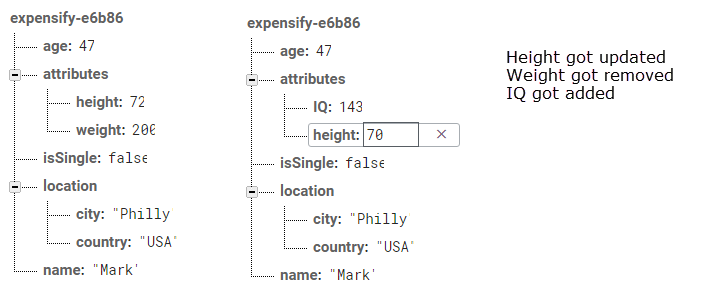 expensify-e6b86
age: 47
attributes
height: 72
weight: 200
isSingle: false
location
city: "Philly
country: "USA"
name: "Mark"
expensify-e6b86
age: 47
attributes
IQ: 143
height: 70 ×
isSingle: false
location
city: "Philly
country: "USA"
name: "Mark"
Height got updated
Weight got removed
IQ got added